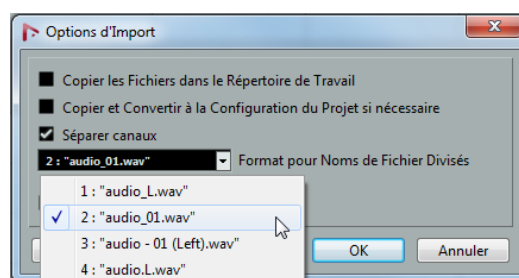 Options d'Import
Copier les Fichiers dans le Répertoire de Travail
Copier et Convertir à la Configuration du Projet si nécessaire
Séparer canaux
2 : "audio_01.wav" Format pour Noms de Fichier Divisés
1 : "audio_L.wav"
2 : "audio_01.wav"
3 : "audio - 01 (Left).wav"
4 : "audio.L.wav"
OK Annuler